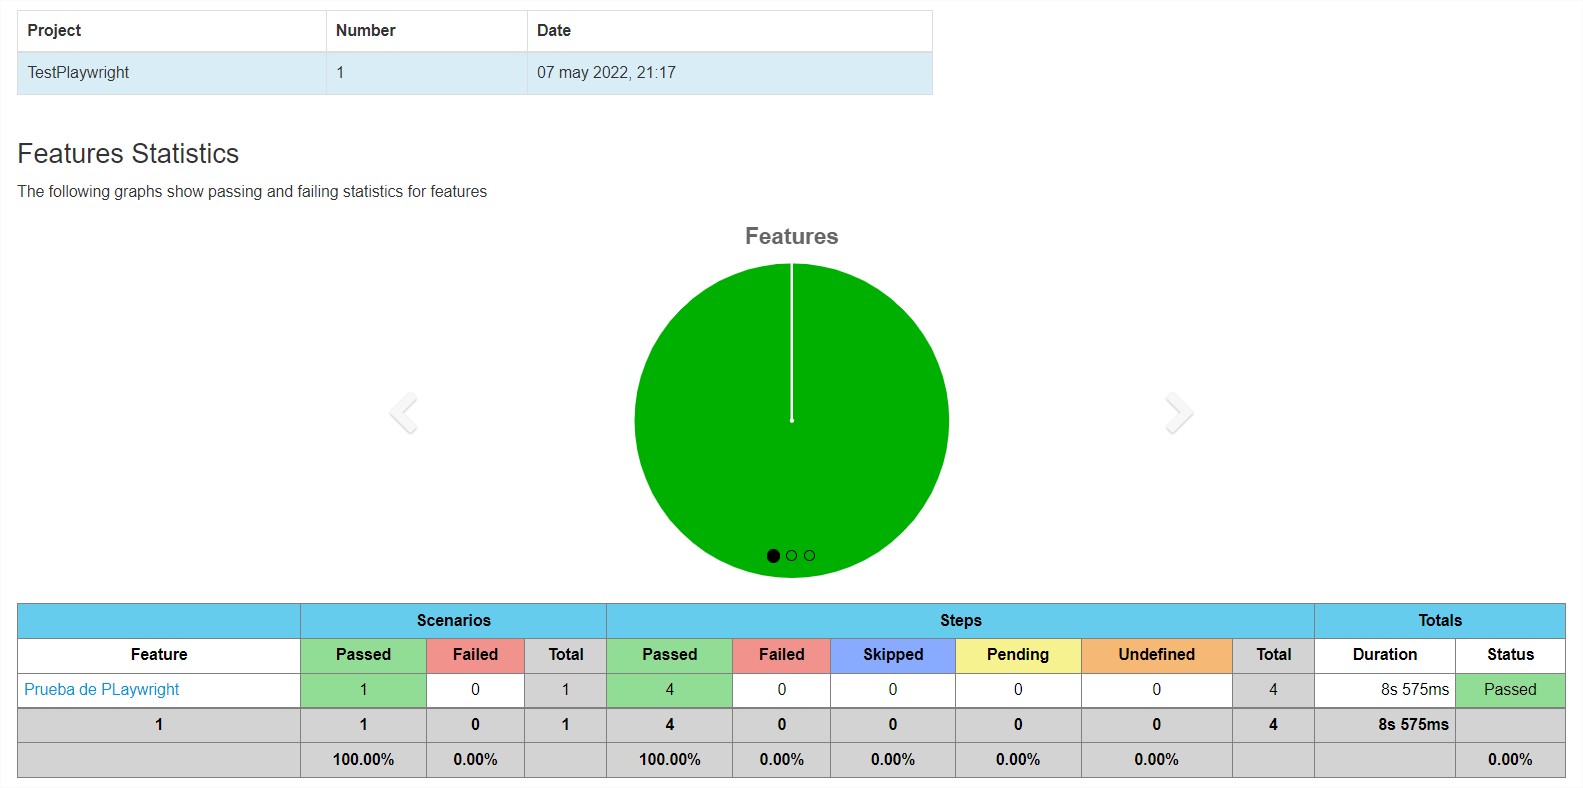 Project Number Date
TestPlaywright 1 07 may 2022, 21:17
Features Statistics
The following graphs show passing and failing statistics for features
Features
Scenarios Steps Totals
Feature Passed Failed Total Passed Failed Skipped Pending Undefined Total Duration Status
Prueba de PLaywright 1 0 1 4 0 0 0 0 4 8s 575ms Passed
1 1 0 1 4 0 0 0 0 4 8s 575ms
100.00% 0.00% 100.00% 0.00% 0.00% 0.00% 0.00% 0.00%